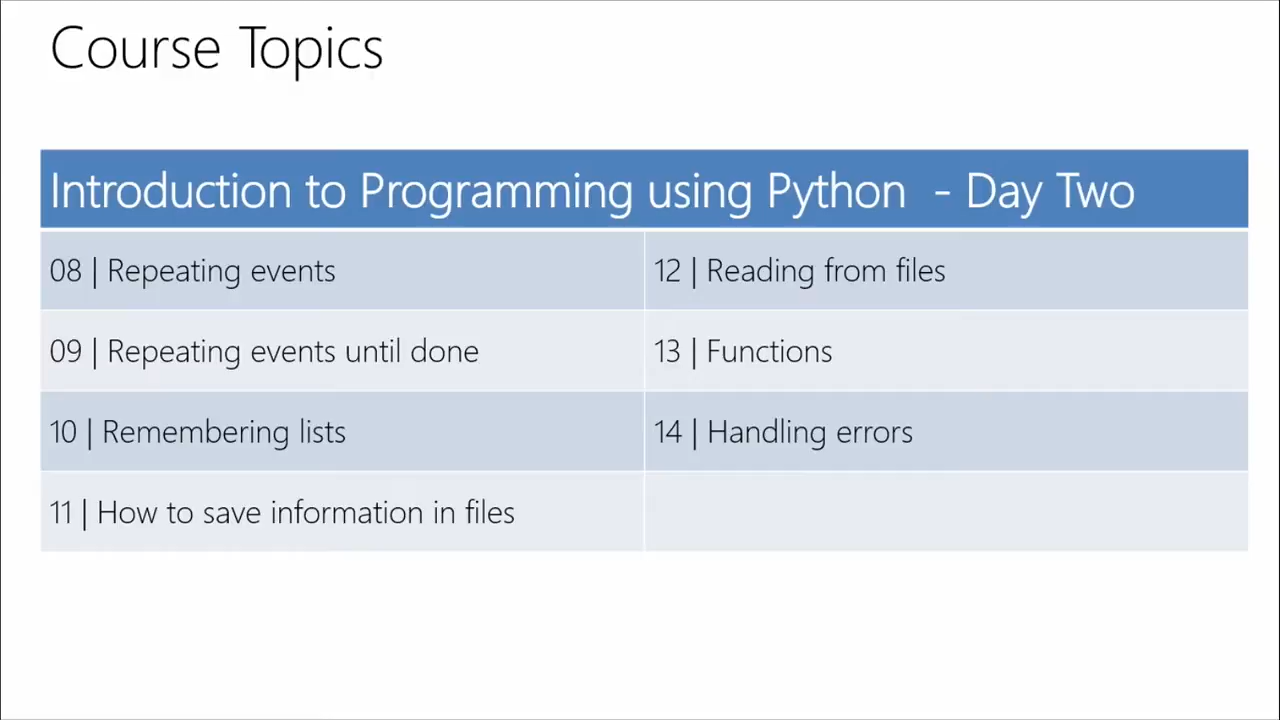 Course Topics
Introduction to Programming using Python  - Day Two
08 | Repeating events
12 | Reading from files
09 | Repeating events until done
13 | Functions
10 | Remembering lists
14 | Handling errors
11 | How to save information in files